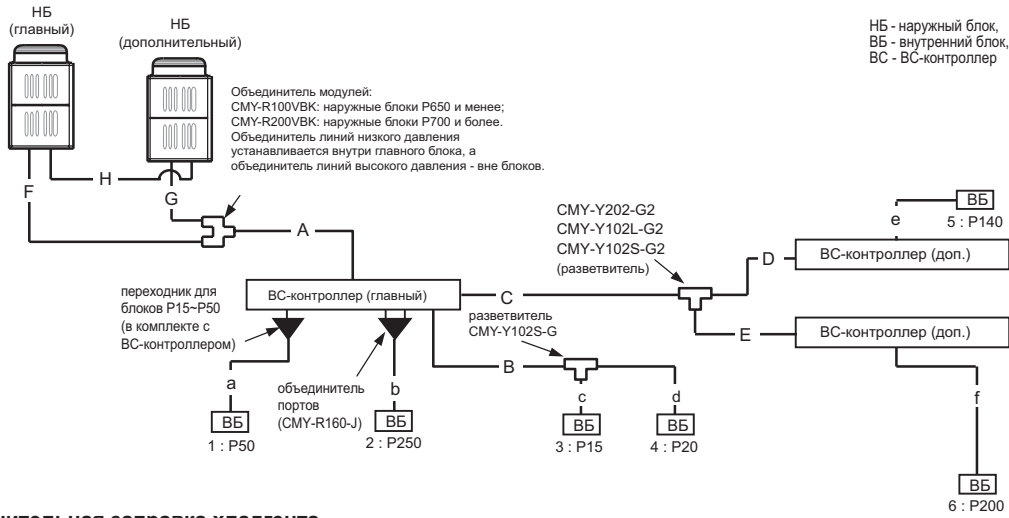 НБ
(главный)
НБ
(дополнительный)
НБ - наружный блок,
ВБ - внутренний блок,
ВС - ВС-контроллер
Объединитель модулей:
CMY-R100VBK: наружные блоки P650 и менее;
CMY-R200VBK: наружные блоки P700 и более.
Объединитель линий низкого давления
устанавливается внутри главного блока, а
объединитель линий высокого давления - вне блоков.
F
H
G
A
CMY-Y202-G2
CMY-Y102L-G2
CMY-Y102S-G2
(разветвитель)
ВБ
5 : P140
e
D
ВС-контроллер (доп.)
переходник для
блоков P15~P50
(в комплекте с
ВС-контроллером)
ВС-контроллер (главный)
C
разветвитель
CMY-Y102S-G
E
ВС-контроллер (доп.)
B
объединитель
портов
(CMY-R160-J)
a
b
c
d
f
ВБ
1 : P50
ВБ
2 : P250
ВБ
3 : P15
ВБ
4 : P20
ВБ
6 : P200